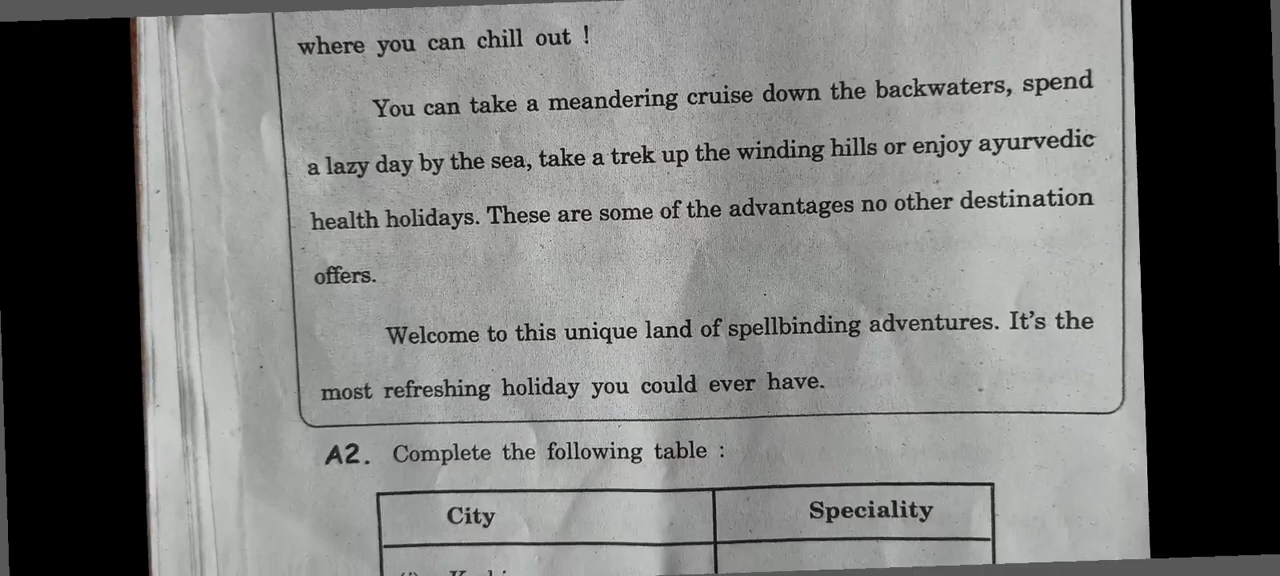 where you can chill out !
You can take a meandering cruise down the backwaters, spend
a lazy day by the sea, take a trek up the winding hills or enjoy ayurvedic
health holidays. These are some of the advantages no other destination
offers.
Welcome to this unique land of spellbinding adventures. It's the
most refreshing holiday you could ever have.
A2. Complete the following table :
City Speciality